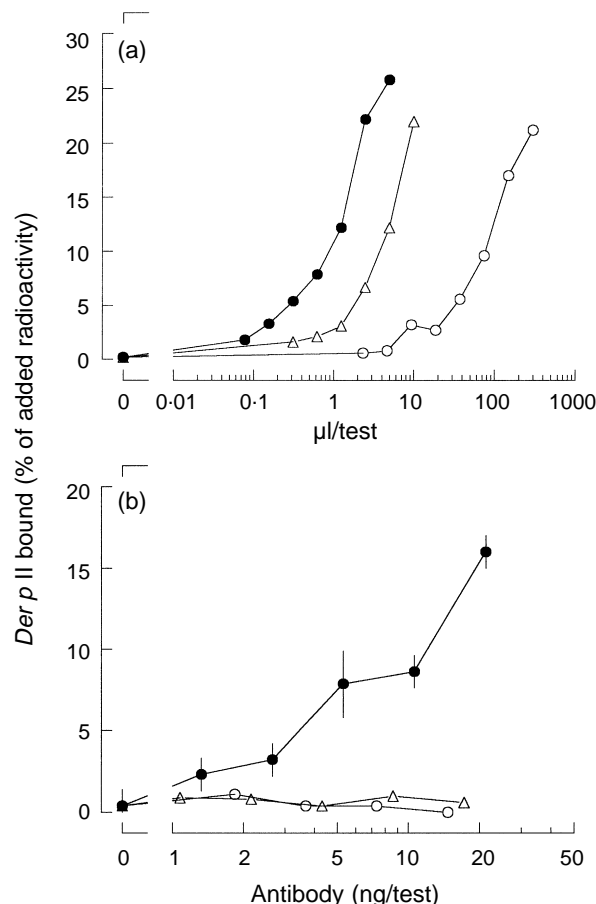 (a)
30
25
20
15
10
5
0
0 0·01 0·1 1 10 100 1000
µl/test
Der p II bound (% of added radioactivity)
(b)
20
15
10
5
0
0 1 2 5 10 20 50
Antibody (ng/test)